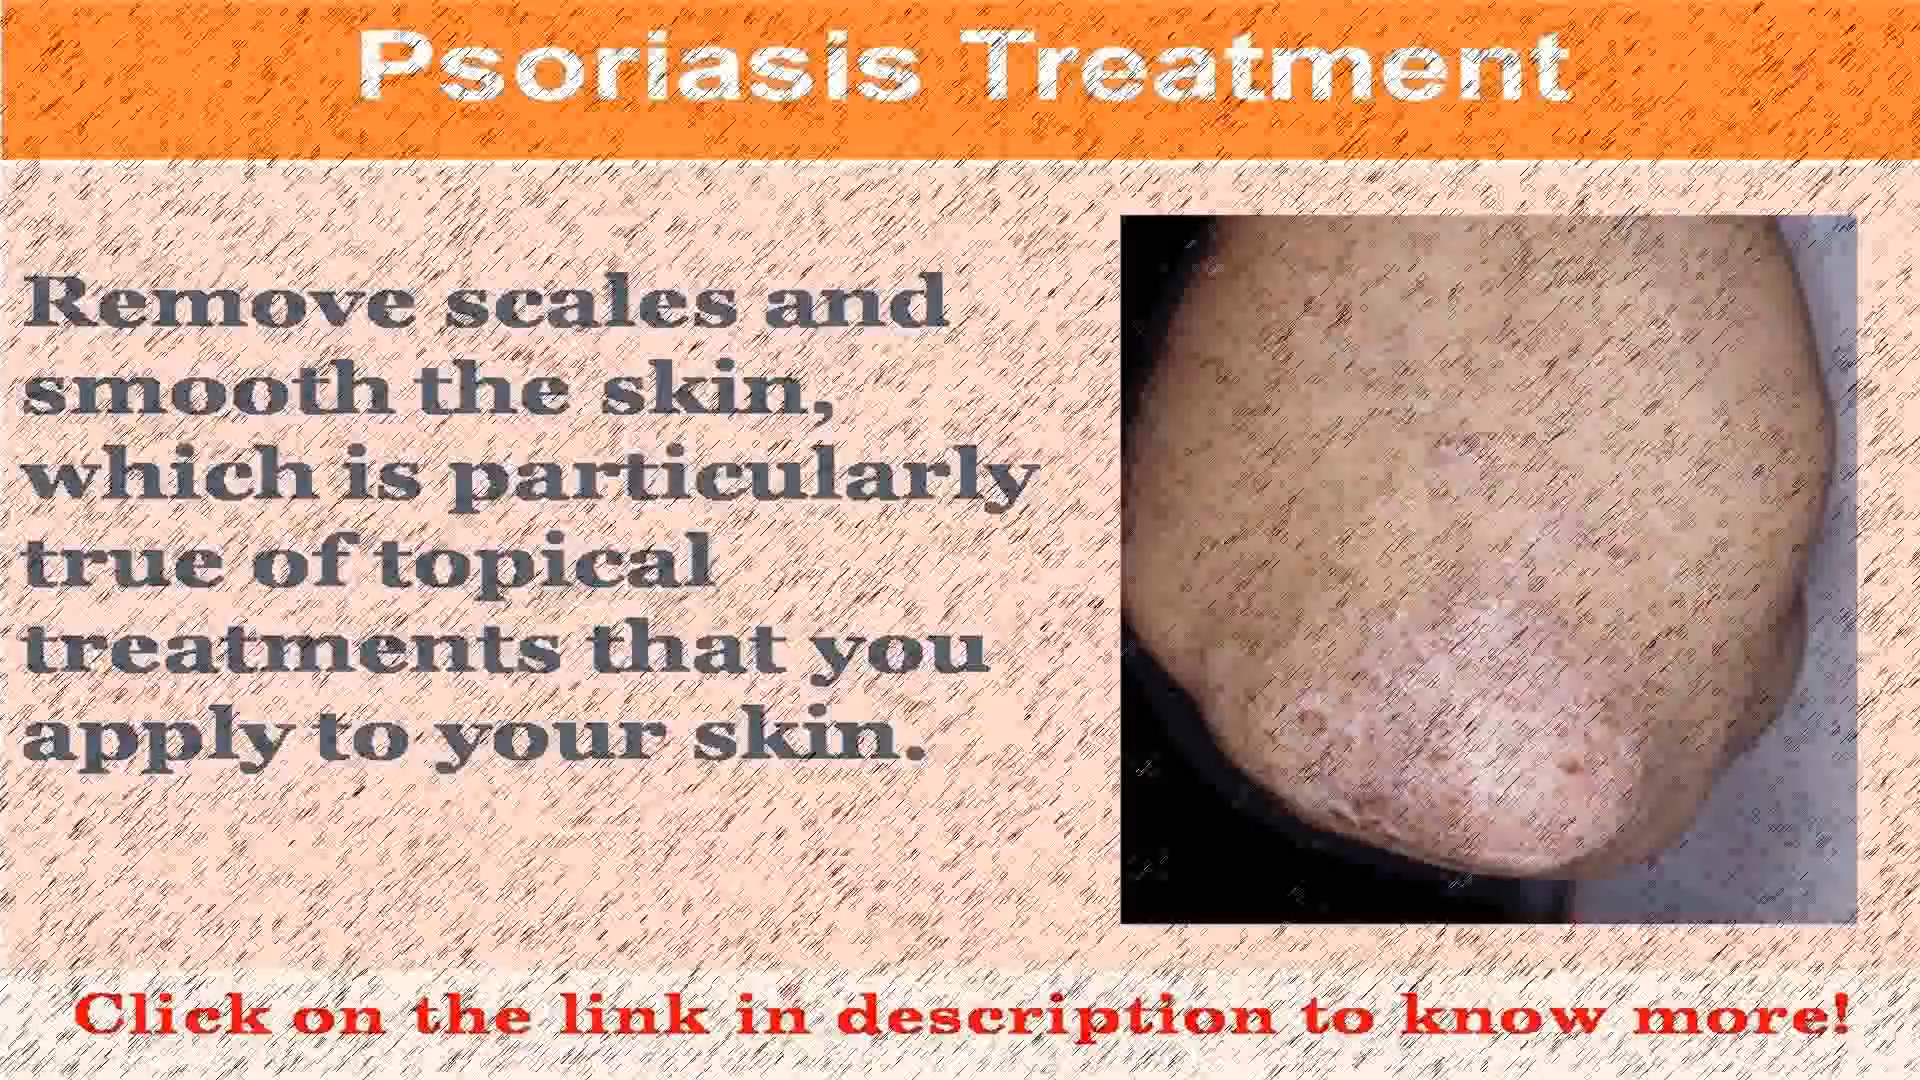 Psoriasis Treatment
Remove scales and
smooth the skin,
which is particularly
true of topical
treatments that you
apply to your skin.
Click on the link in description to know more!